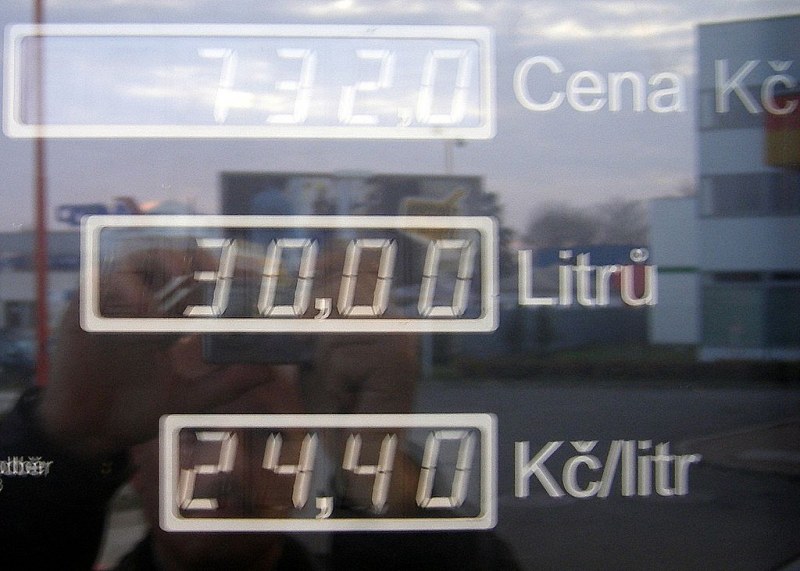 732,0 Cena Kč
30,00 Litrů
24,40 Kč/litr